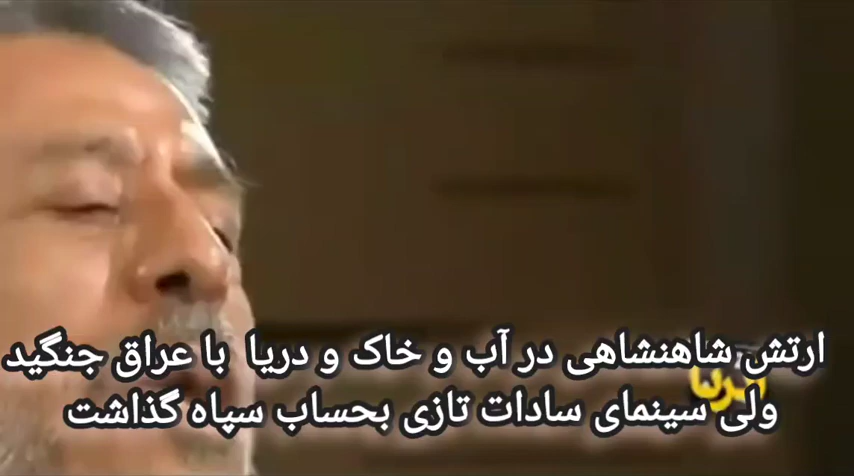 ارتش شاهنشاهی در آب و خاک و دریا با عراق جنگید
ولی سینمای سادات تازی بحساب سپاه گذاشت